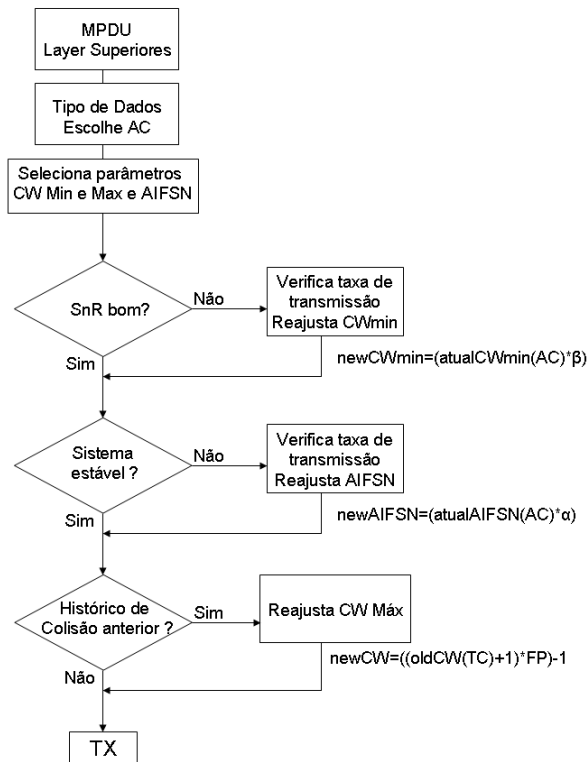 MPDU
Layer Superiores
Tipo de Dados
Escolhe AC
Seleciona parâmetros
CW Min e Max e AIFSN
SnR bom?
Não
Verifica taxa de
transmissão
Reajusta CWmin
Sim
newCWmin=(atualCWmin(AC)*β)
Sistema
estável ?
Não
Verifica taxa de
transmissão
Reajusta AIFSN
Sim
newAIFSN=(atualAIFSN(AC)*α)
Histórico de
Colisão anterior ?
Sim
Reajusta CW Máx
Não
newCW=((oldCW(TC)+1)*FP)-1
TX